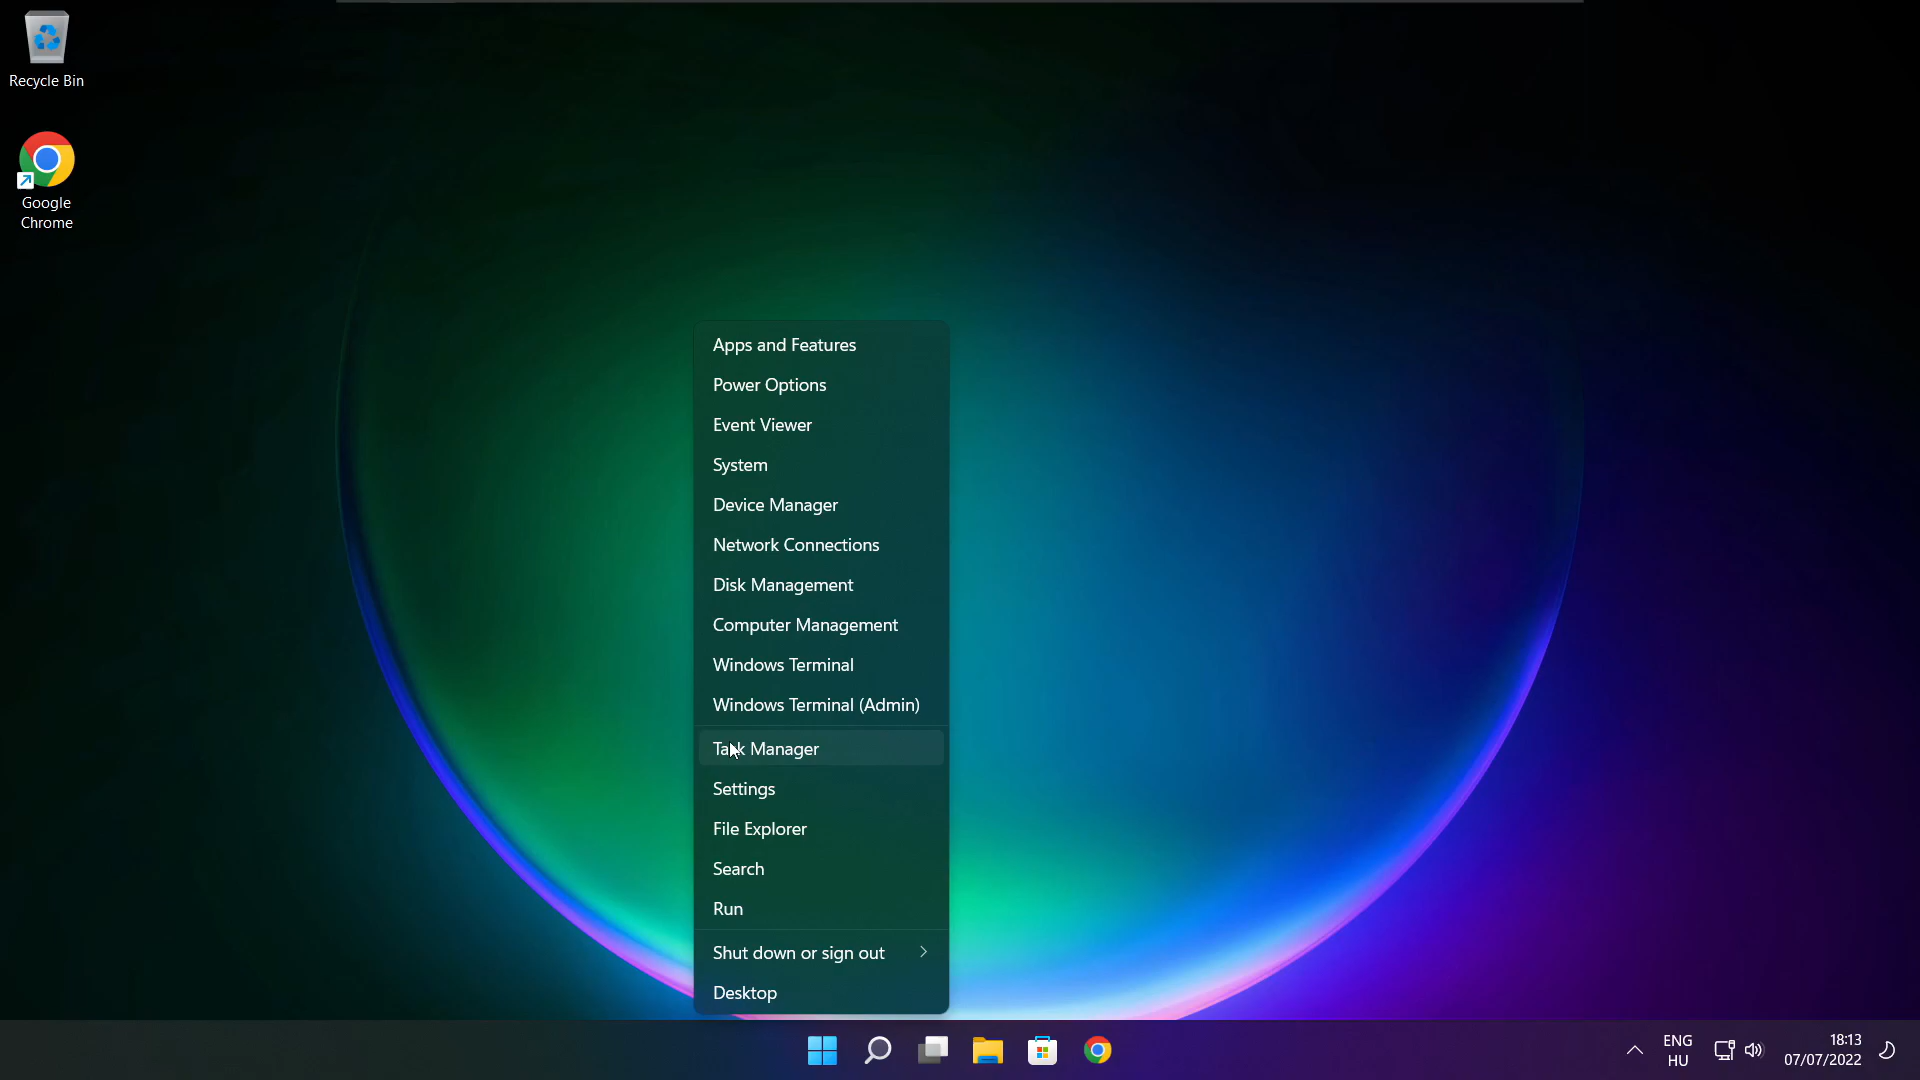 Recycle Bin
Google
Chrome
Apps and Features
Power Options
Event Viewer
System
Device Manager
Network Connections
Disk Management
Computer Management
Windows Terminal
Windows Terminal (Admin)
Task Manager
Settings
File Explorer
Search
Run
Shut down or sign out
Desktop
ENG
HU
18:13
07/07/2022